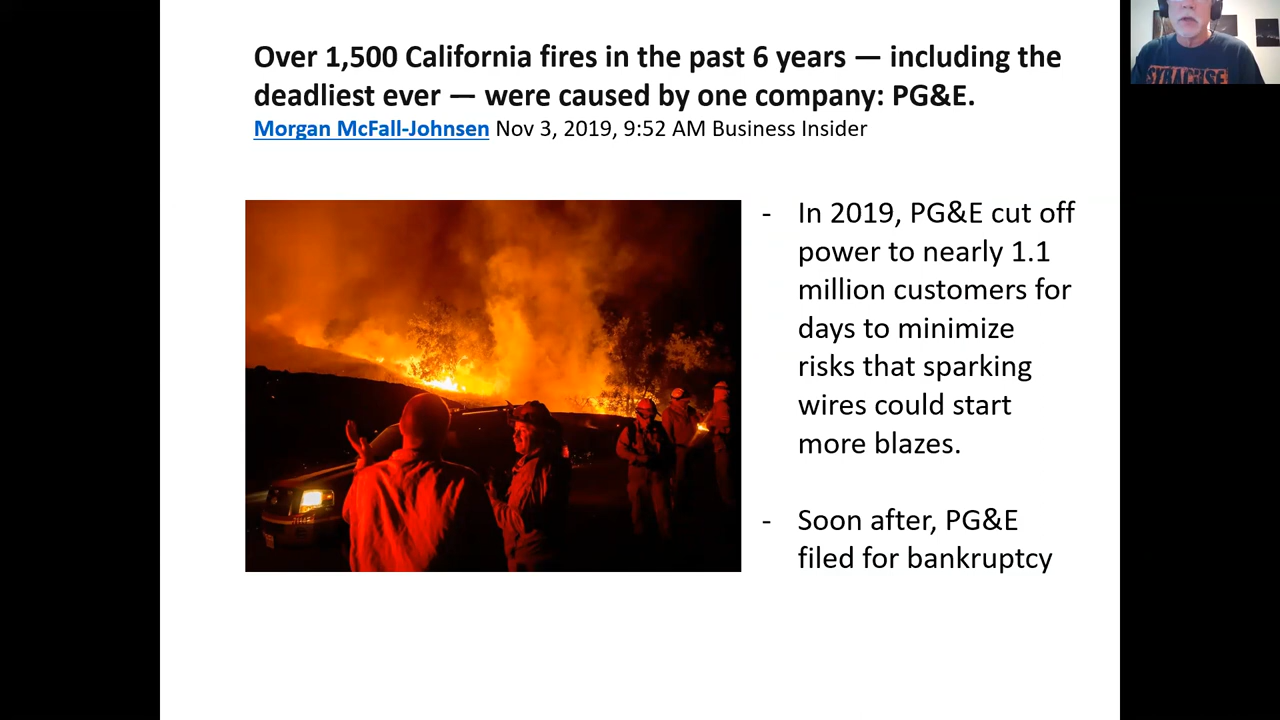 Over 1,500 California fires in the past 6 years — including the
deadliest ever — were caused by one company: PG&E.
Morgan McFall-Johnsen Nov 3, 2019, 9:52 AM Business Insider
- In 2019, PG&E cut off
power to nearly 1.1
million customers for
days to minimize
risks that sparking
wires could start
more blazes.
- Soon after, PG&E
filed for bankruptcy
SYRACUSE